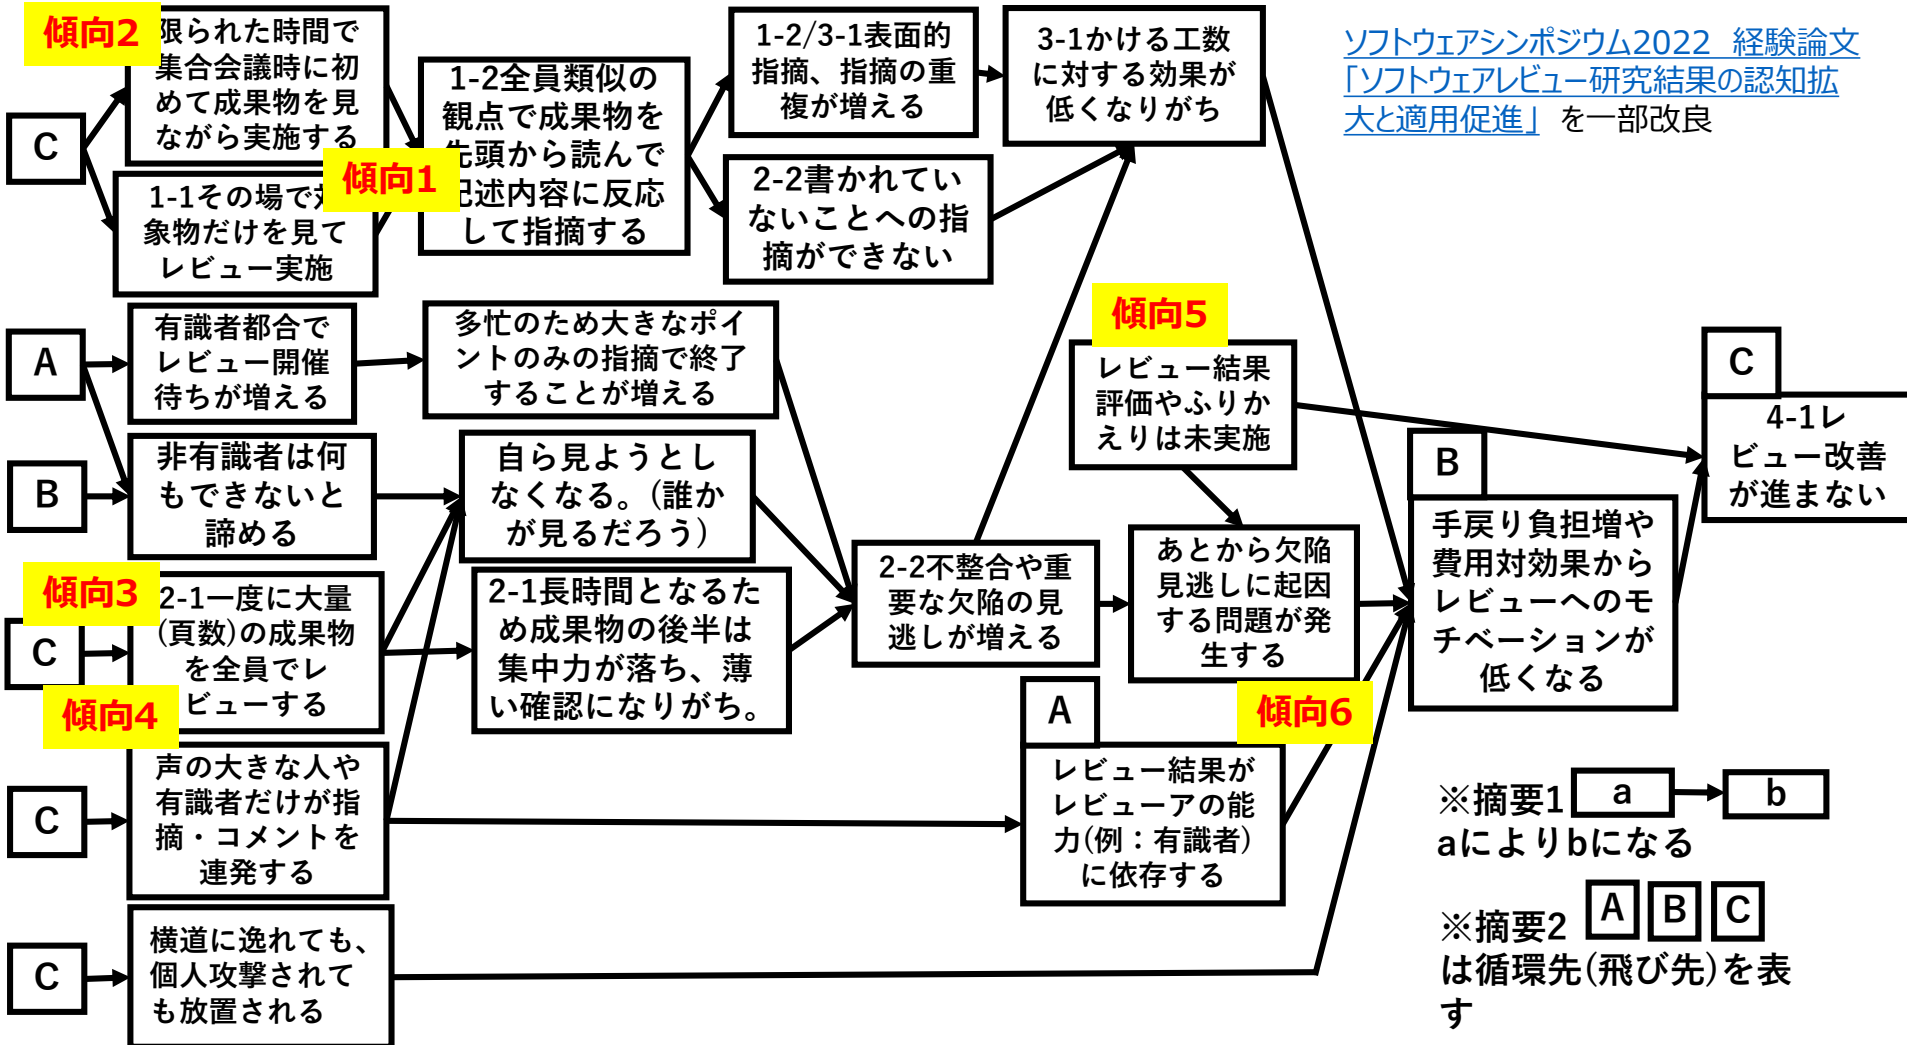 傾向2
限られた時間で
集合会議時に初
めて成果物を見
ながら実施する
C
傾向1
1-1その場で対
象物だけを見て
レビュー実施
1-2全員類似の
観点で成果物を
先頭から読んで
記述内容に反応
して指摘する
1-2/3-1表面的
指摘、指摘の重
複が増える
2-2書かれてい
ないことへの指
摘ができない
3-1かける工数
に対する効果が
低くなりがち
ソフトウェアシンポジウム2022 経験論文
「ソフトウェアレビュー研究結果の認知拡
大と適用促進」 を一部改良
A
有識者都合で
レビュー開催
待ちが増える
多忙のため大きなポイ
ントのみの指摘で終了
することが増える
B
非有識者は何
もできないと
諦める
自ら見ようとし
なくなる。(誰か
が見るだろう)
傾向3
C
2-1一度に大量
(頁数)の成果物
を全員でレ
ビューする
2-1長時間となるた
め成果物の後半は
集中力が落ち、薄
い確認になりがち。
2-2不整合や重
要な欠陥の見
逃しが増える
傾向5
レビュー結果
評価やふりか
えりは未実施
あとから欠陥
見逃しに起因
する問題が発
生する
B
手戻り負担増や
費用対効果から
レビューへのモ
チベーションが
低くなる
C
4-1レ
ビュー改善
が進まない
傾向4
C
声の大きな人や
有識者だけが指
摘・コメントを
連発する
A
傾向6
レビュー結果が
レビューアの能
力(例：有識者)
に依存する
C
横道に逸れても、
個人攻撃されて
も放置される
※摘要1 a b
aによりbになる
※摘要2 A B C
は循環先(飛び先)を表
す